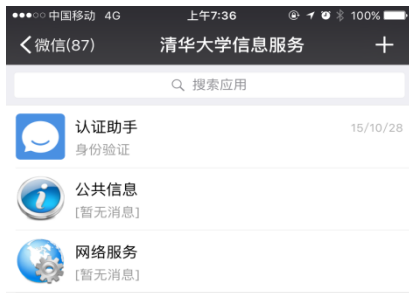 中国移动 4G 上午7:36 100%
微信(87) 清华大学信息服务
搜索应用
认证助手 15/10/28
身份验证
公共信息
[暂无消息]
网络服务
[暂无消息]